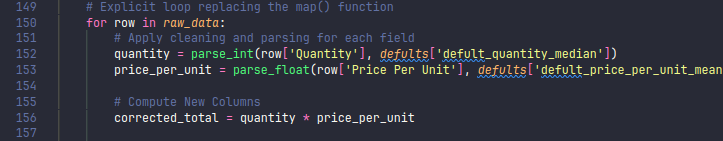 149 # Explicit loop replacing the map() function
150 for row in raw_data:
151 # Apply cleaning and parsing for each field
152 quantity = parse_int(row['Quantity'], defults['defult_quantity_median'])
153 price_per_unit = parse_float(row['Price Per Unit'], defults['defult_price_per_unit_mean
154
155 # Compute New Columns
156 corrected_total = quantity * price_per_unit
157